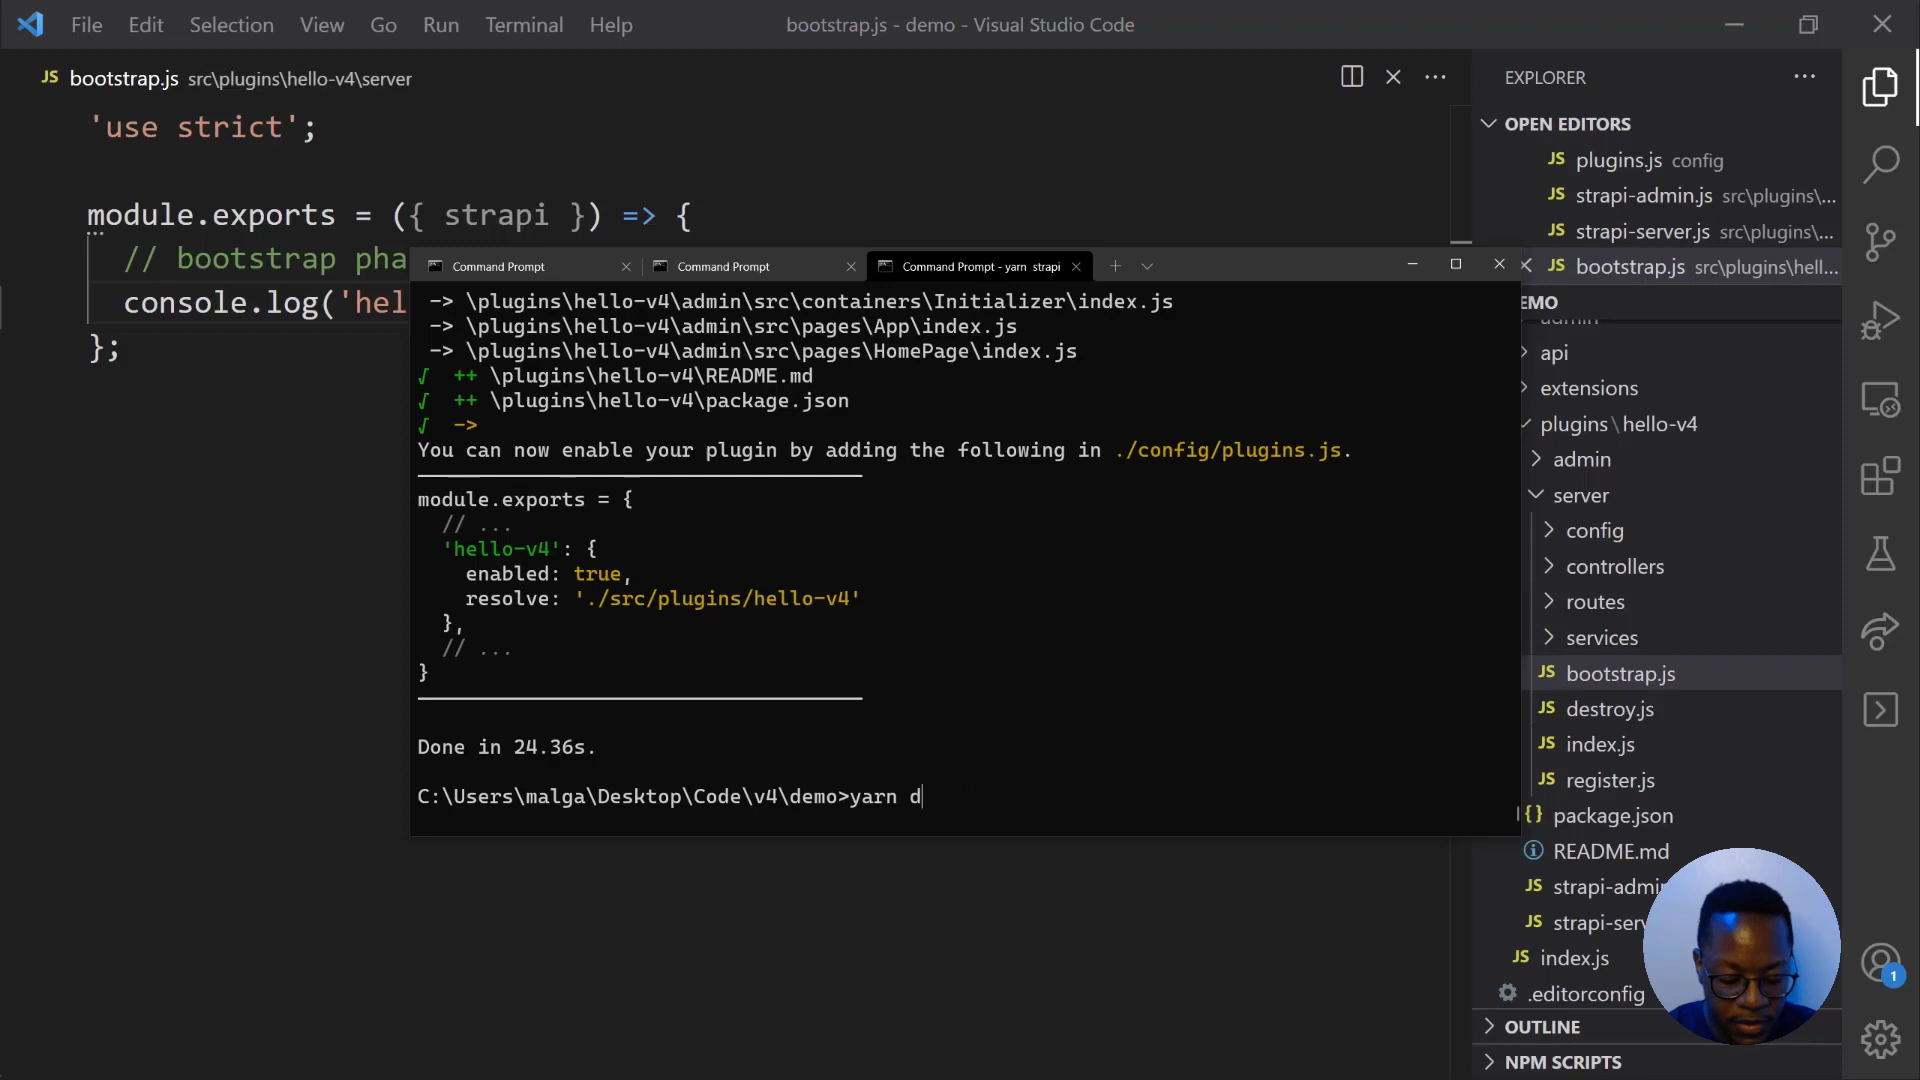 File Edit Selection View Go Run Terminal Help
bootstrap.js - demo - Visual Studio Code
JS bootstrap.js src\plugins\hello-v4\server
'use strict';
module.exports = ({ strapi }) => {
// bootstrap pha
console.log('hel
};
Command Prompt
Command Prompt
Command Prompt - yarn strapi
-> \plugins\hello-v4\admin\src\containers\Initializer\index.js
-> \plugins\hello-v4\admin\src\pages\App\index.js
-> \plugins\hello-v4\admin\src\pages\HomePage\index.js
√ ++ \plugins\hello-v4\README.md
√ ++ \plugins\hello-v4\package.json
√ ->
You can now enable your plugin by adding the following in ./config/plugins.js.
module.exports = {
// ...
'hello-v4': {
enabled: true,
resolve: './src/plugins/hello-v4'
},
// ...
}
Done in 24.36s.
C:\Users\malga\Desktop\Code\v4\demo>yarn d
EXPLORER
OPEN EDITORS
JS plugins.js config
JS strapi-admin.js src\plugins\...
JS strapi-server.js src\plugins\...
JS bootstrap.js src\plugins\hell...
EMO
admin
api
extensions
plugins\hello-v4
admin
server
config
controllers
routes
services
JS bootstrap.js
JS destroy.js
JS index.js
JS register.js
{} package.json
README.md
JS strapi-admi
JS strapi-serv
JS index.js
.editorconfig
OUTLINE
NPM SCRIPTS
1